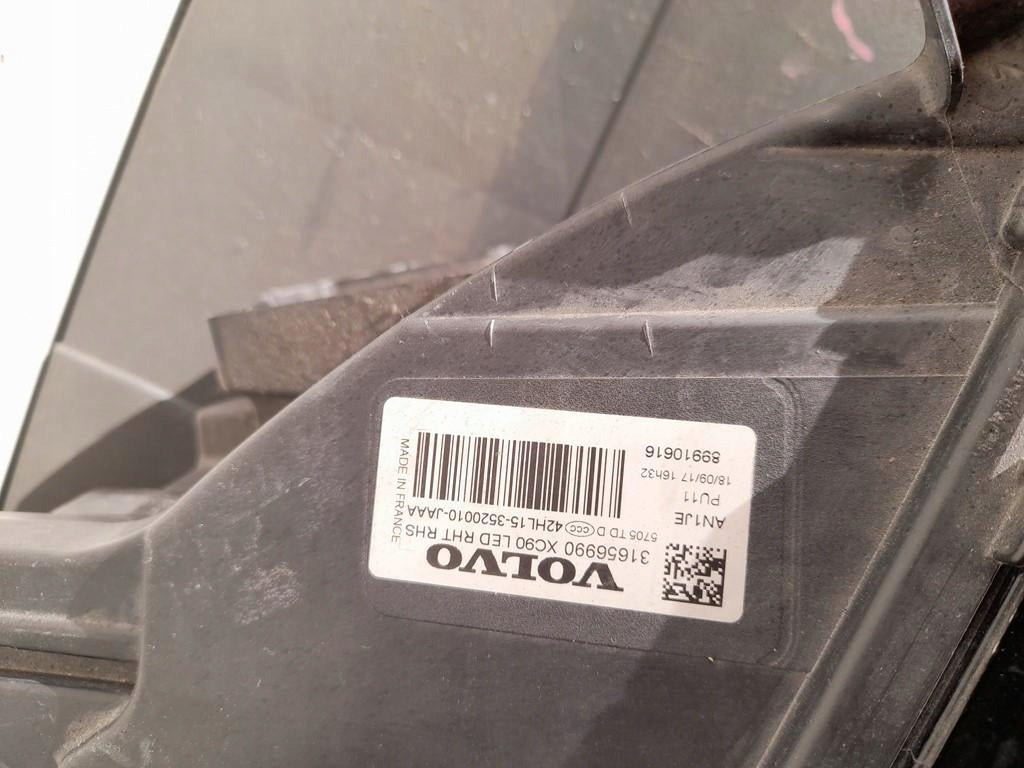 VOLVO
31656990 XC90 LED RHT RHS
5705 TD D CCC 42HL15-3520010-JAAA
MADE IN FRANCE
AN1JE
PU11
18/09/17 16h32
89910616